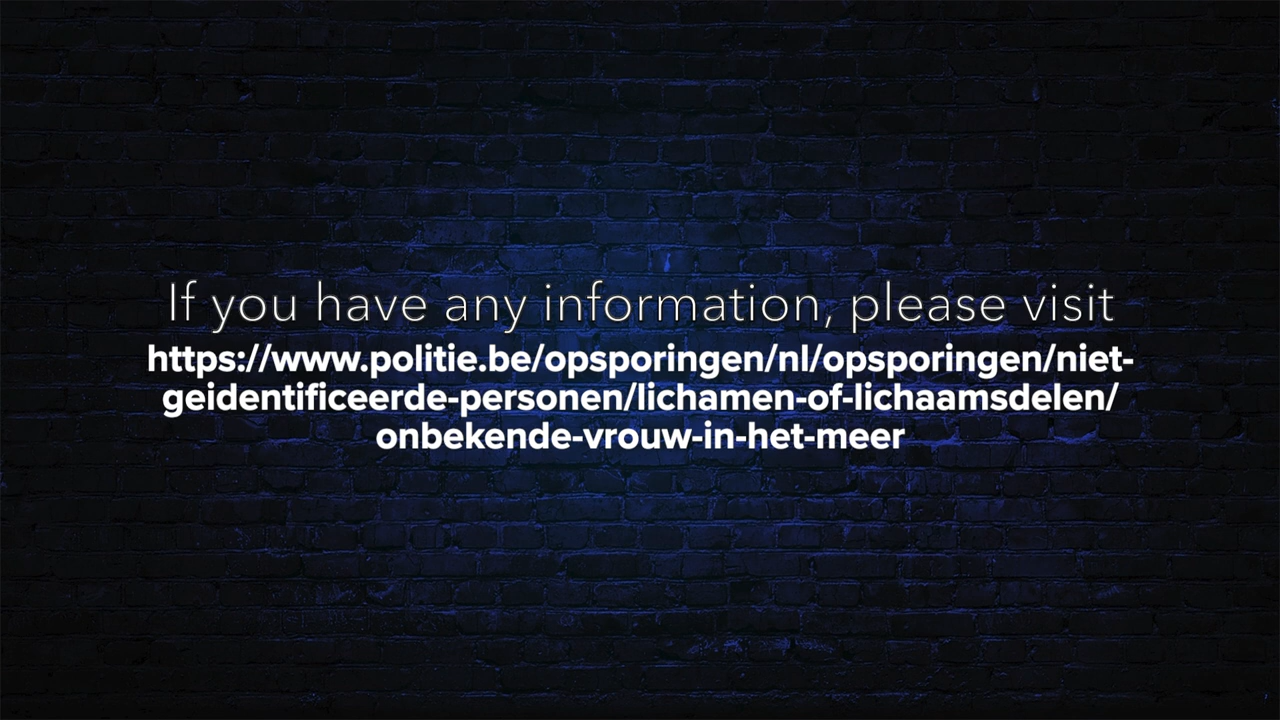 If you have any information, please visit
https://www.politie.be/opsporingen/nl/opsporingen/niet-
geidentificeerde-personen/lichamen-of-lichaamsdelen/
onbekende-vrouw-in-het-meer